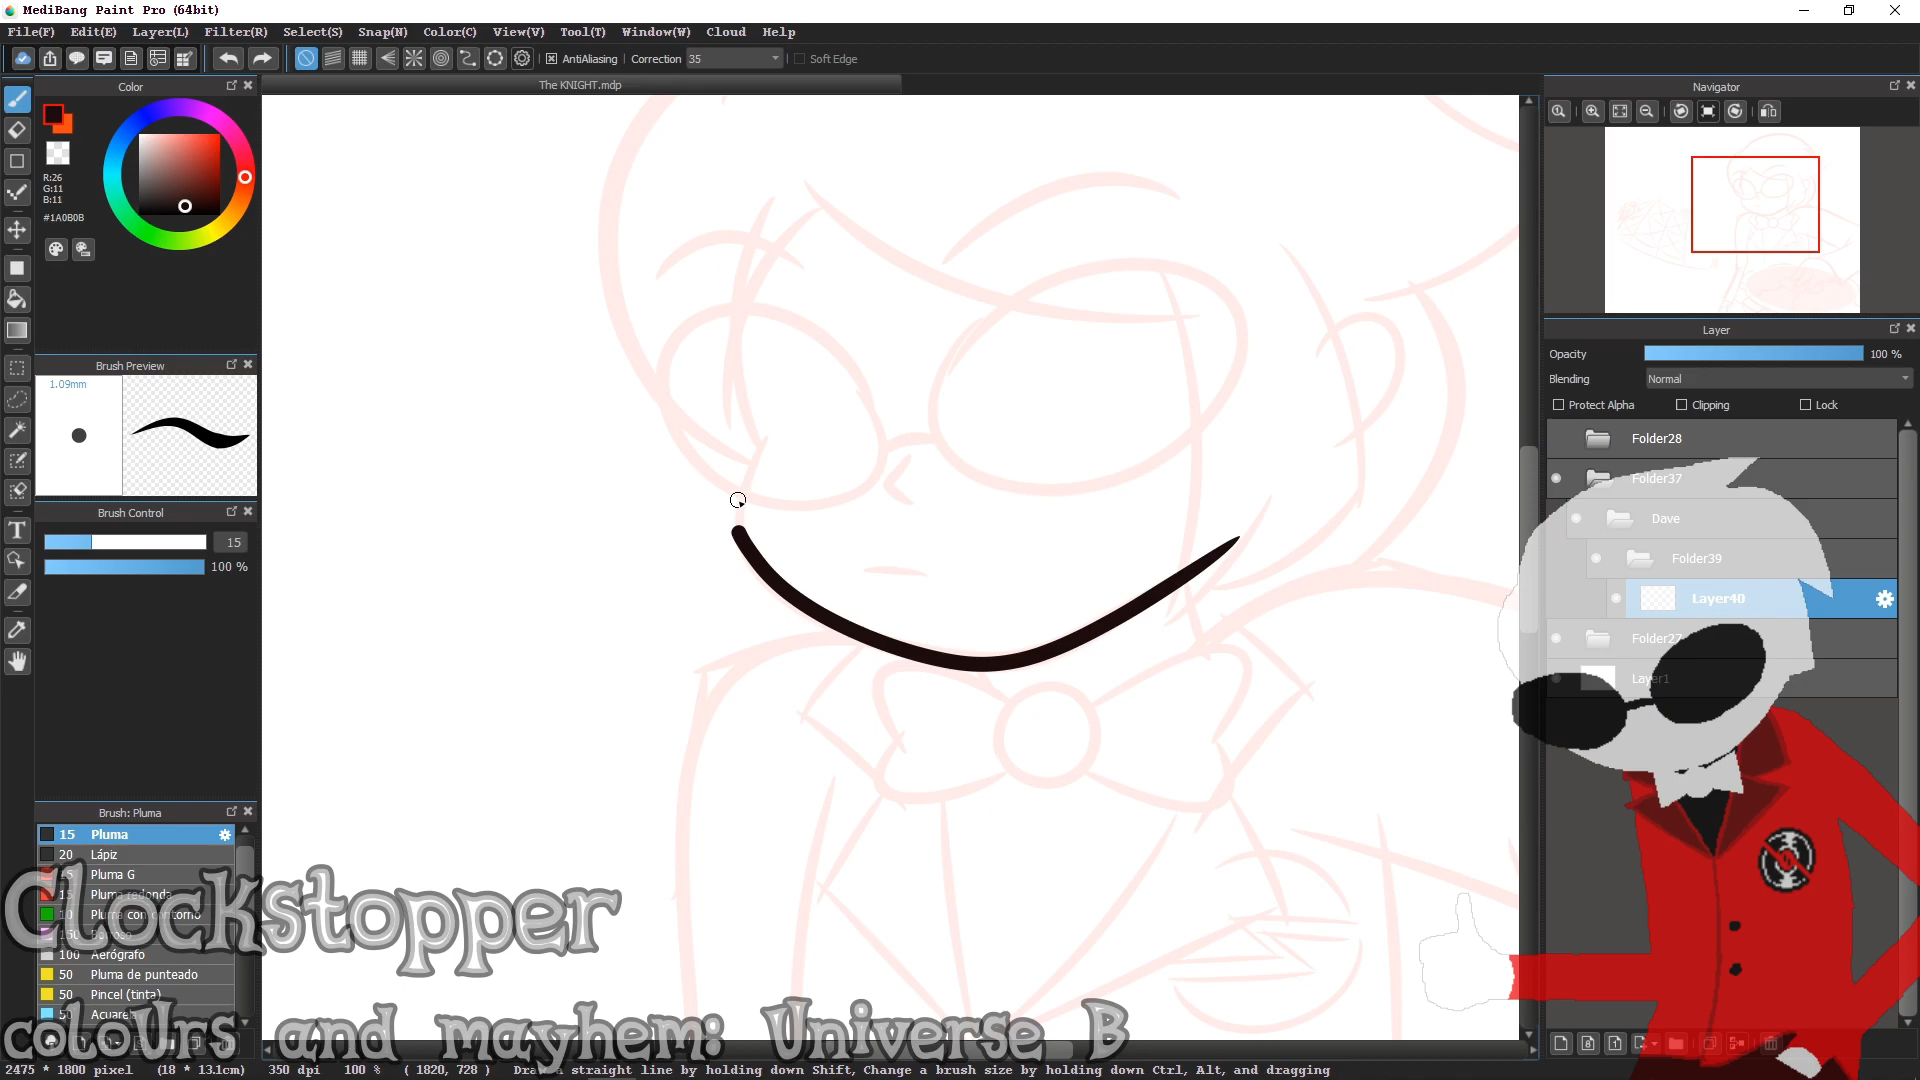 MediBang Paint Pro (64bit)
File(F) Edit(E) Layer(L) Filter(R) Select(S) Snap(N) Color(C) View(V) Tool(T) Window(W) Cloud Help
AntiAliasing Correction 35 Soft Edge
Color
The KNIGHT.mdp
Navigator
R:26
G:11
B:11
#1A0B0B
Layer
Opacity 100 %
Blending Normal
Protect Alpha Clipping Lock
Brush Preview
1.09mm
Folder28
Folder37
Dave
Folder39
Layer40
Folder27
Layer1
Brush Control
15
100 %
Brush: Pluma
15 Pluma
20 Lápiz
15 Pluma G
15 Pluma redonda
10 Pluma con contorno
150 Borroso
100 Aerógrafo
50 Pluma de punteado
50 Pincel (tinta)
50 Acuarela
Clockstopper
colours and mayhem: Universe B
2475 * 1800 pixel (18 * 13.1cm) 350 dpi 100 % ( 1820, 728 ) Draw a straight line by holding down Shift, Change a brush size by holding down Ctrl, Alt, and dragging